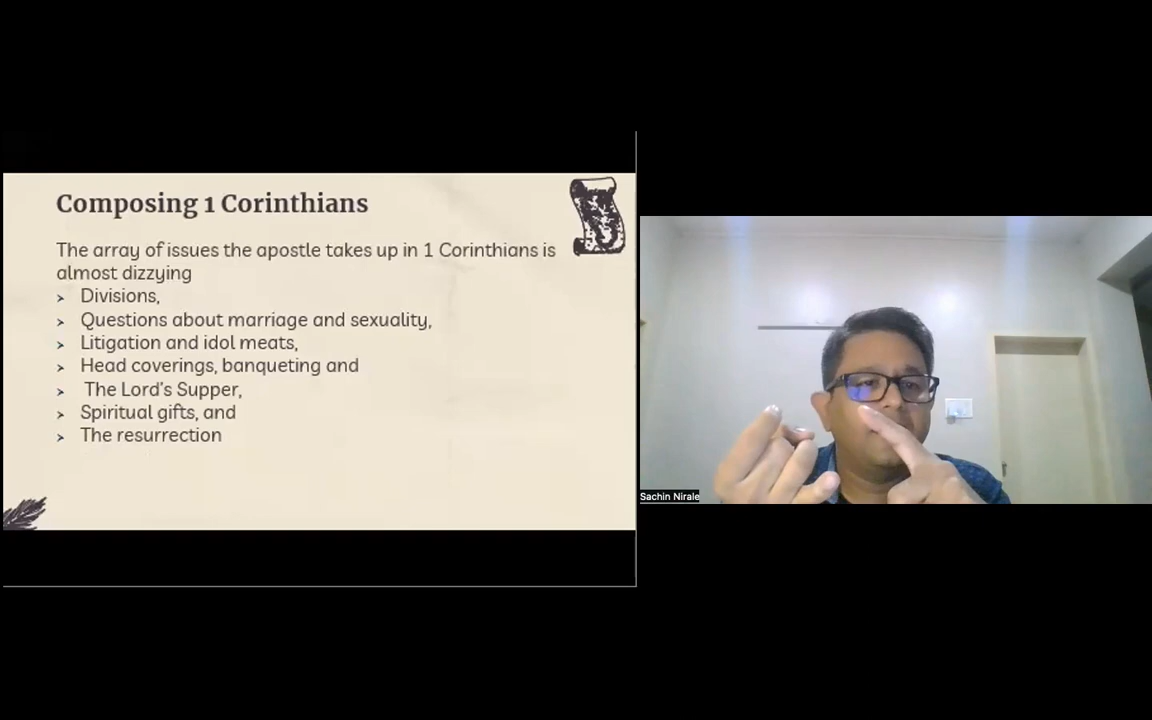 Composing 1 Corinthians
The array of issues the apostle takes up in 1 Corinthians is
almost dizzying
➢ Divisions,
➢ Questions about marriage and sexuality,
➢ Litigation and idol meats,
➢ Head coverings, banqueting and
➢ The Lord's Supper,
➢ Spiritual gifts, and
➢ The resurrection
Sachin Nirale